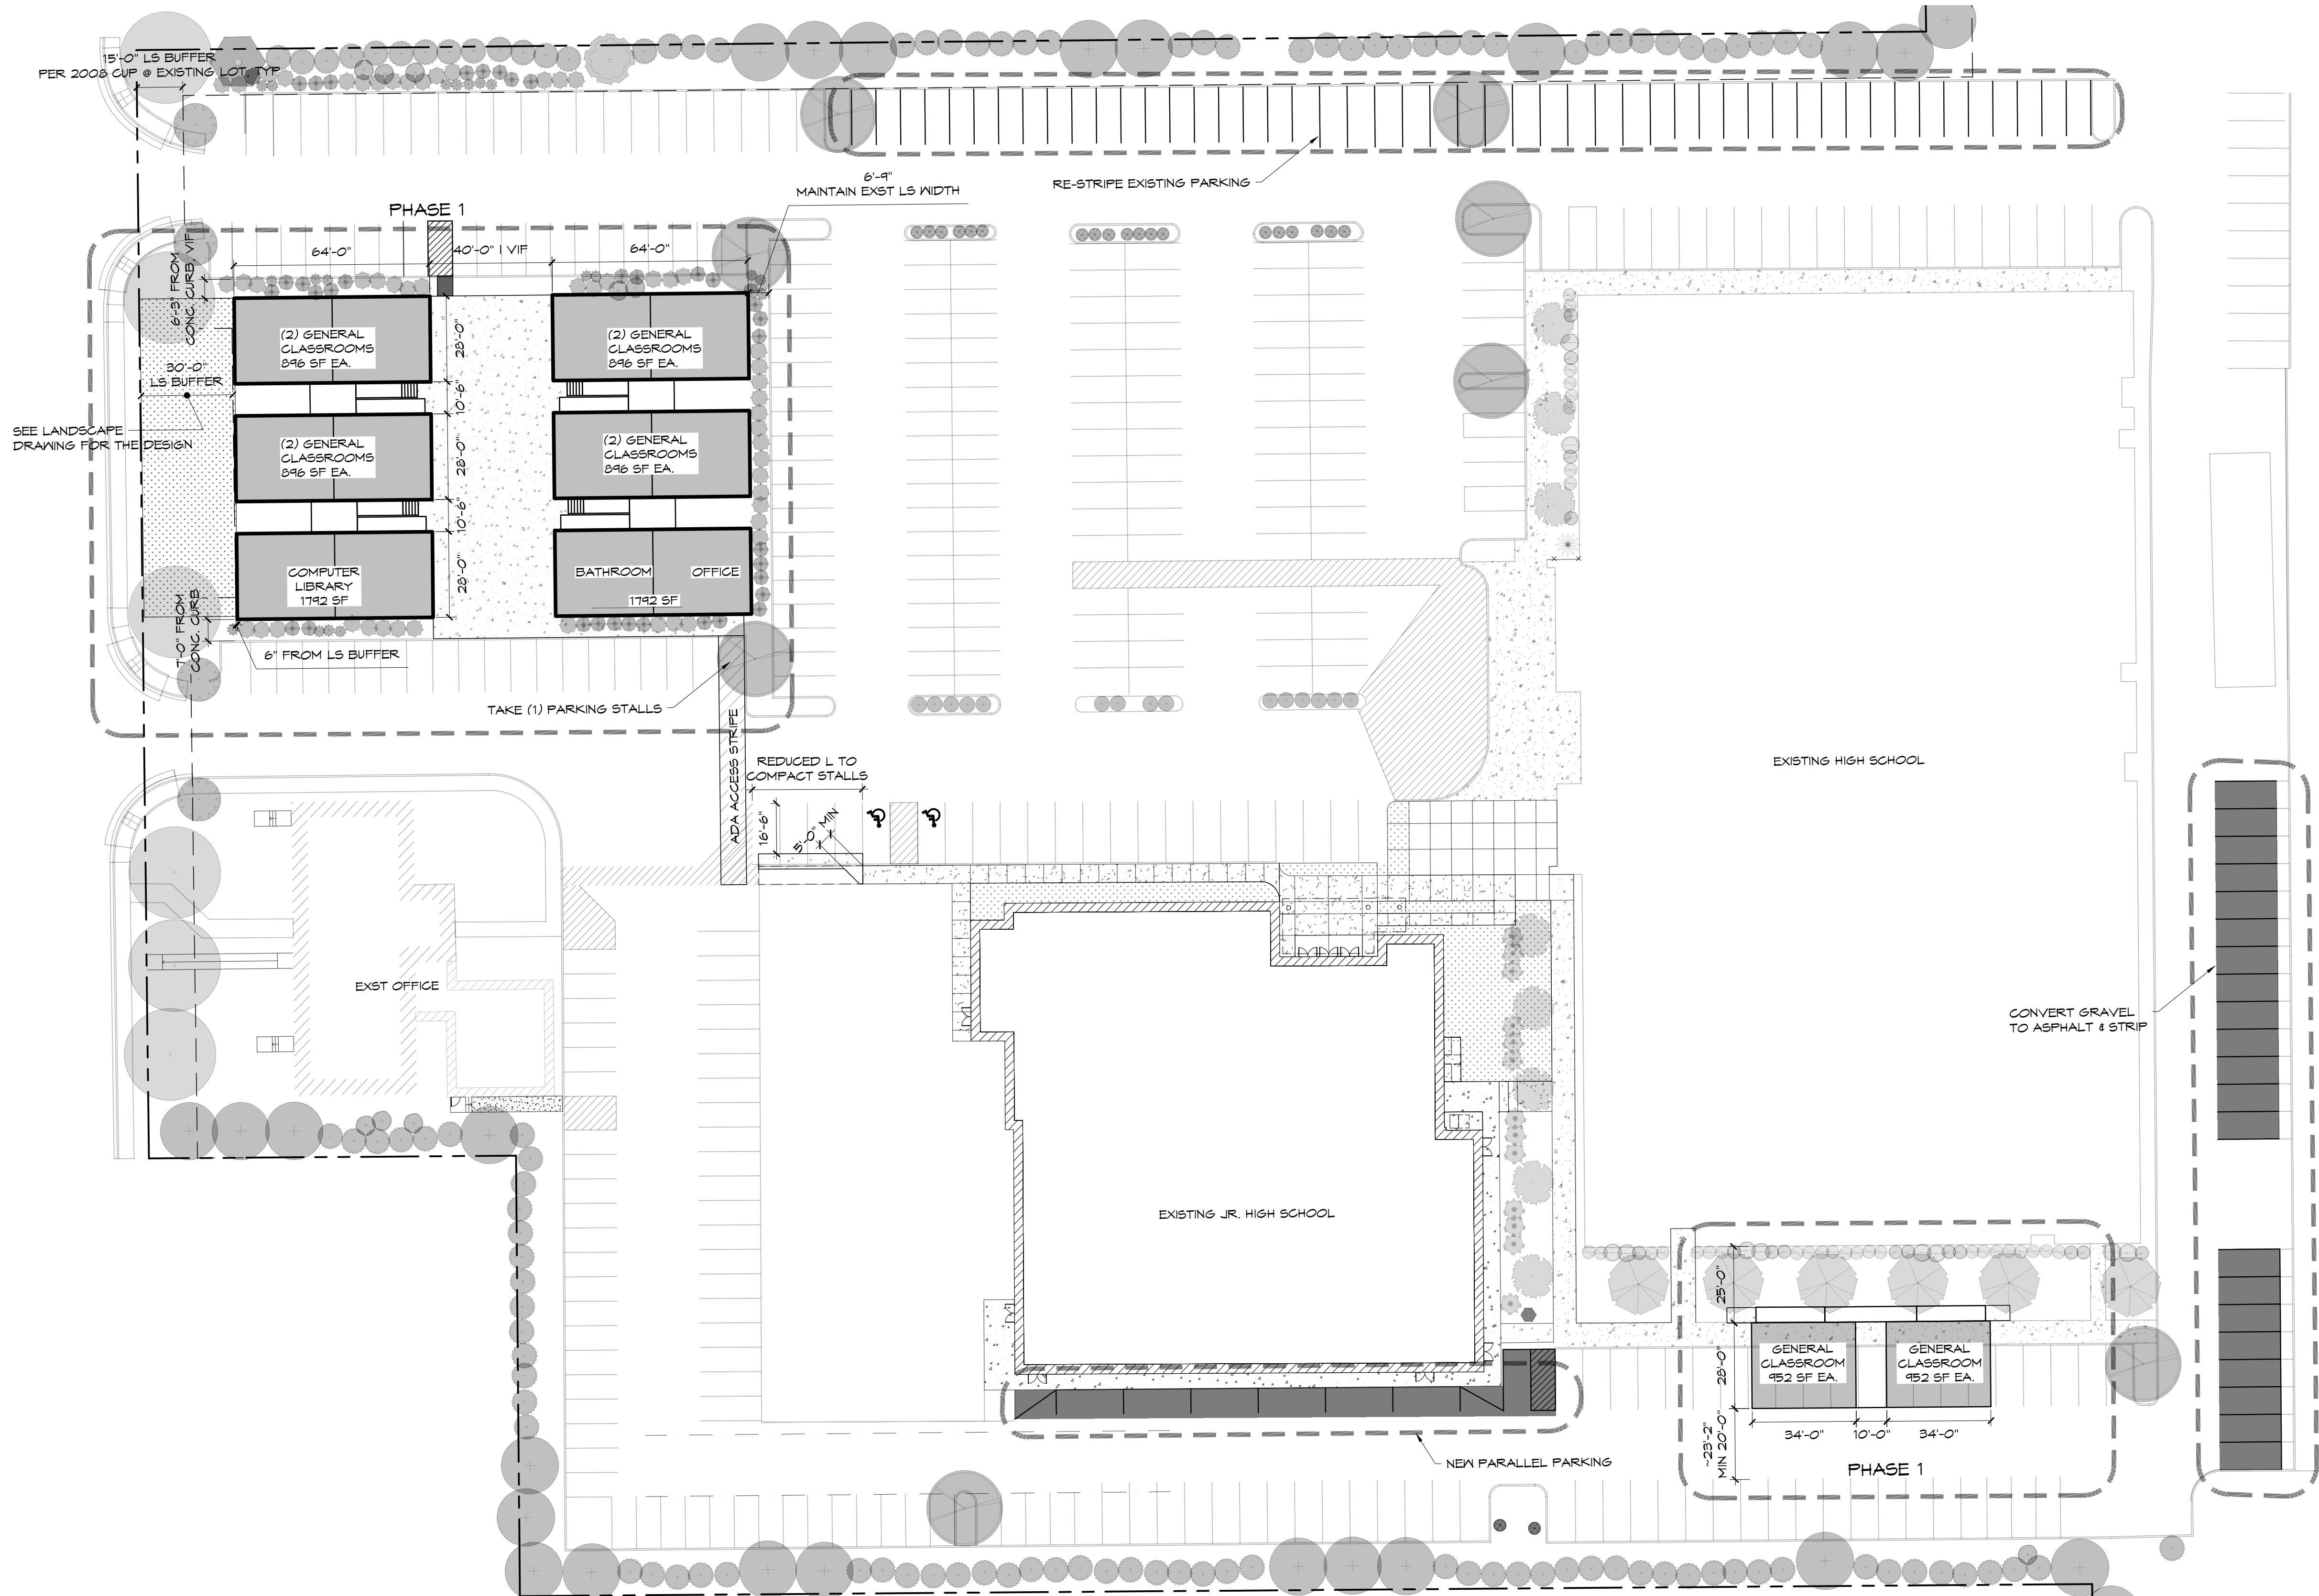 15'-0" LS BUFFER
PER 2008 CUP @ EXISTING LOT, TYP.
6'-9"
MAINTAIN EXST LS WIDTH
RE-STRIPE EXISTING PARKING
PHASE 1
64'-0"
40'-0" VIF
64'-0"
6'-3" FROM
CONC. CURB, VIF
(2) GENERAL
CLASSROOMS
896 SF EA.
28'-0"
(2) GENERAL
CLASSROOMS
896 SF EA.
30'-0"
LS BUFFER
10'-6"
SEE LANDSCAPE
DRAWING FOR THE DESIGN
(2) GENERAL
CLASSROOMS
896 SF EA.
28'-0"
(2) GENERAL
CLASSROOMS
896 SF EA.
10'-6"
COMPUTER
LIBRARY
1792 SF
28'-0"
BATHROOM
OFFICE
1792 SF
7'-0" FROM
CONC. CURB
6" FROM LS BUFFER
TAKE (1) PARKING STALLS
ADA ACCESS STRIPE
REDUCED L TO
COMPACT STALLS
16'-6"
5'-0" MIN
EXISTING HIGH SCHOOL
EXST OFFICE
CONVERT GRAVEL
TO ASPHALT & STRIP
EXISTING JR. HIGH SCHOOL
25'-0"
28'-0"
GENERAL
CLASSROOM
952 SF EA.
GENERAL
CLASSROOM
952 SF EA.
34'-0"
10'-0"
34'-0"
~23'-2"
MIN 20'-0"
NEW PARALLEL PARKING
PHASE 1